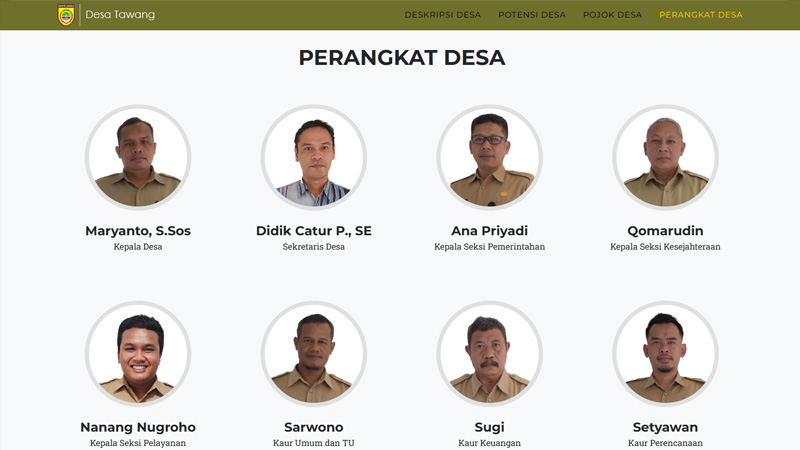 Desa Tawang
DESKRIPSI DESA POTENSI DESA POJOK DESA PERANGKAT DESA
PERANGKAT DESA
Maryanto, S.Sos Didik Catur P., SE Ana Priyadi Qomarudin
Kepala Desa Sekretaris Desa Kepala Seksi Pemerintahan Kepala Seksi Kesejahteraan
Nanang Nugroho Sarwono Sugi Setyawan
Kepala Seksi Pelayanan Kaur Umum dan TU Kaur Keuangan Kaur Perencanaan